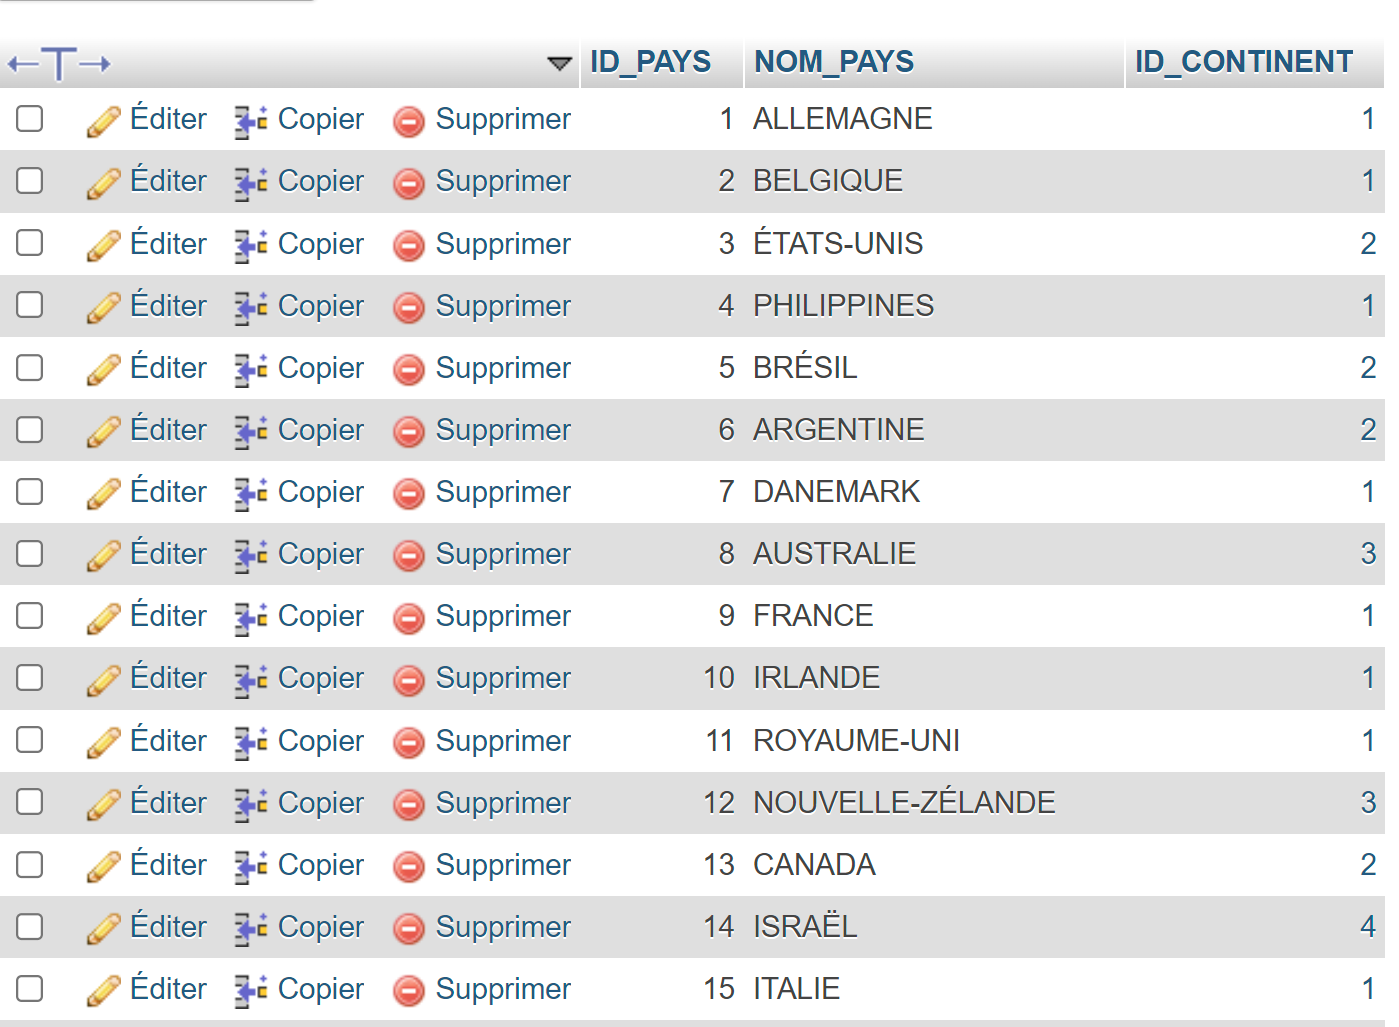 ID_PAYS NOM_PAYS ID_CONTINENT
Éditer Copier Supprimer 1 ALLEMAGNE 1
Éditer Copier Supprimer 2 BELGIQUE 1
Éditer Copier Supprimer 3 ÉTATS-UNIS 2
Éditer Copier Supprimer 4 PHILIPPINES 1
Éditer Copier Supprimer 5 BRÉSIL 2
Éditer Copier Supprimer 6 ARGENTINE 2
Éditer Copier Supprimer 7 DANEMARK 1
Éditer Copier Supprimer 8 AUSTRALIE 3
Éditer Copier Supprimer 9 FRANCE 1
Éditer Copier Supprimer 10 IRLANDE 1
Éditer Copier Supprimer 11 ROYAUME-UNI 1
Éditer Copier Supprimer 12 NOUVELLE-ZÉLANDE 3
Éditer Copier Supprimer 13 CANADA 2
Éditer Copier Supprimer 14 ISRAËL 4
Éditer Copier Supprimer 15 ITALIE 1